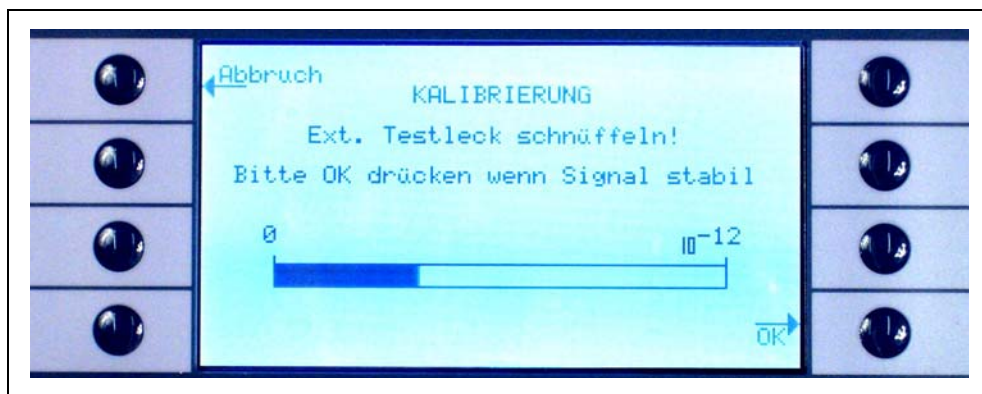 Abbruch
KALIBRIERUNG
Ext. Testleck schnüffeln!
Bitte OK drücken wenn Signal stabil
0 10⁻¹²
OK